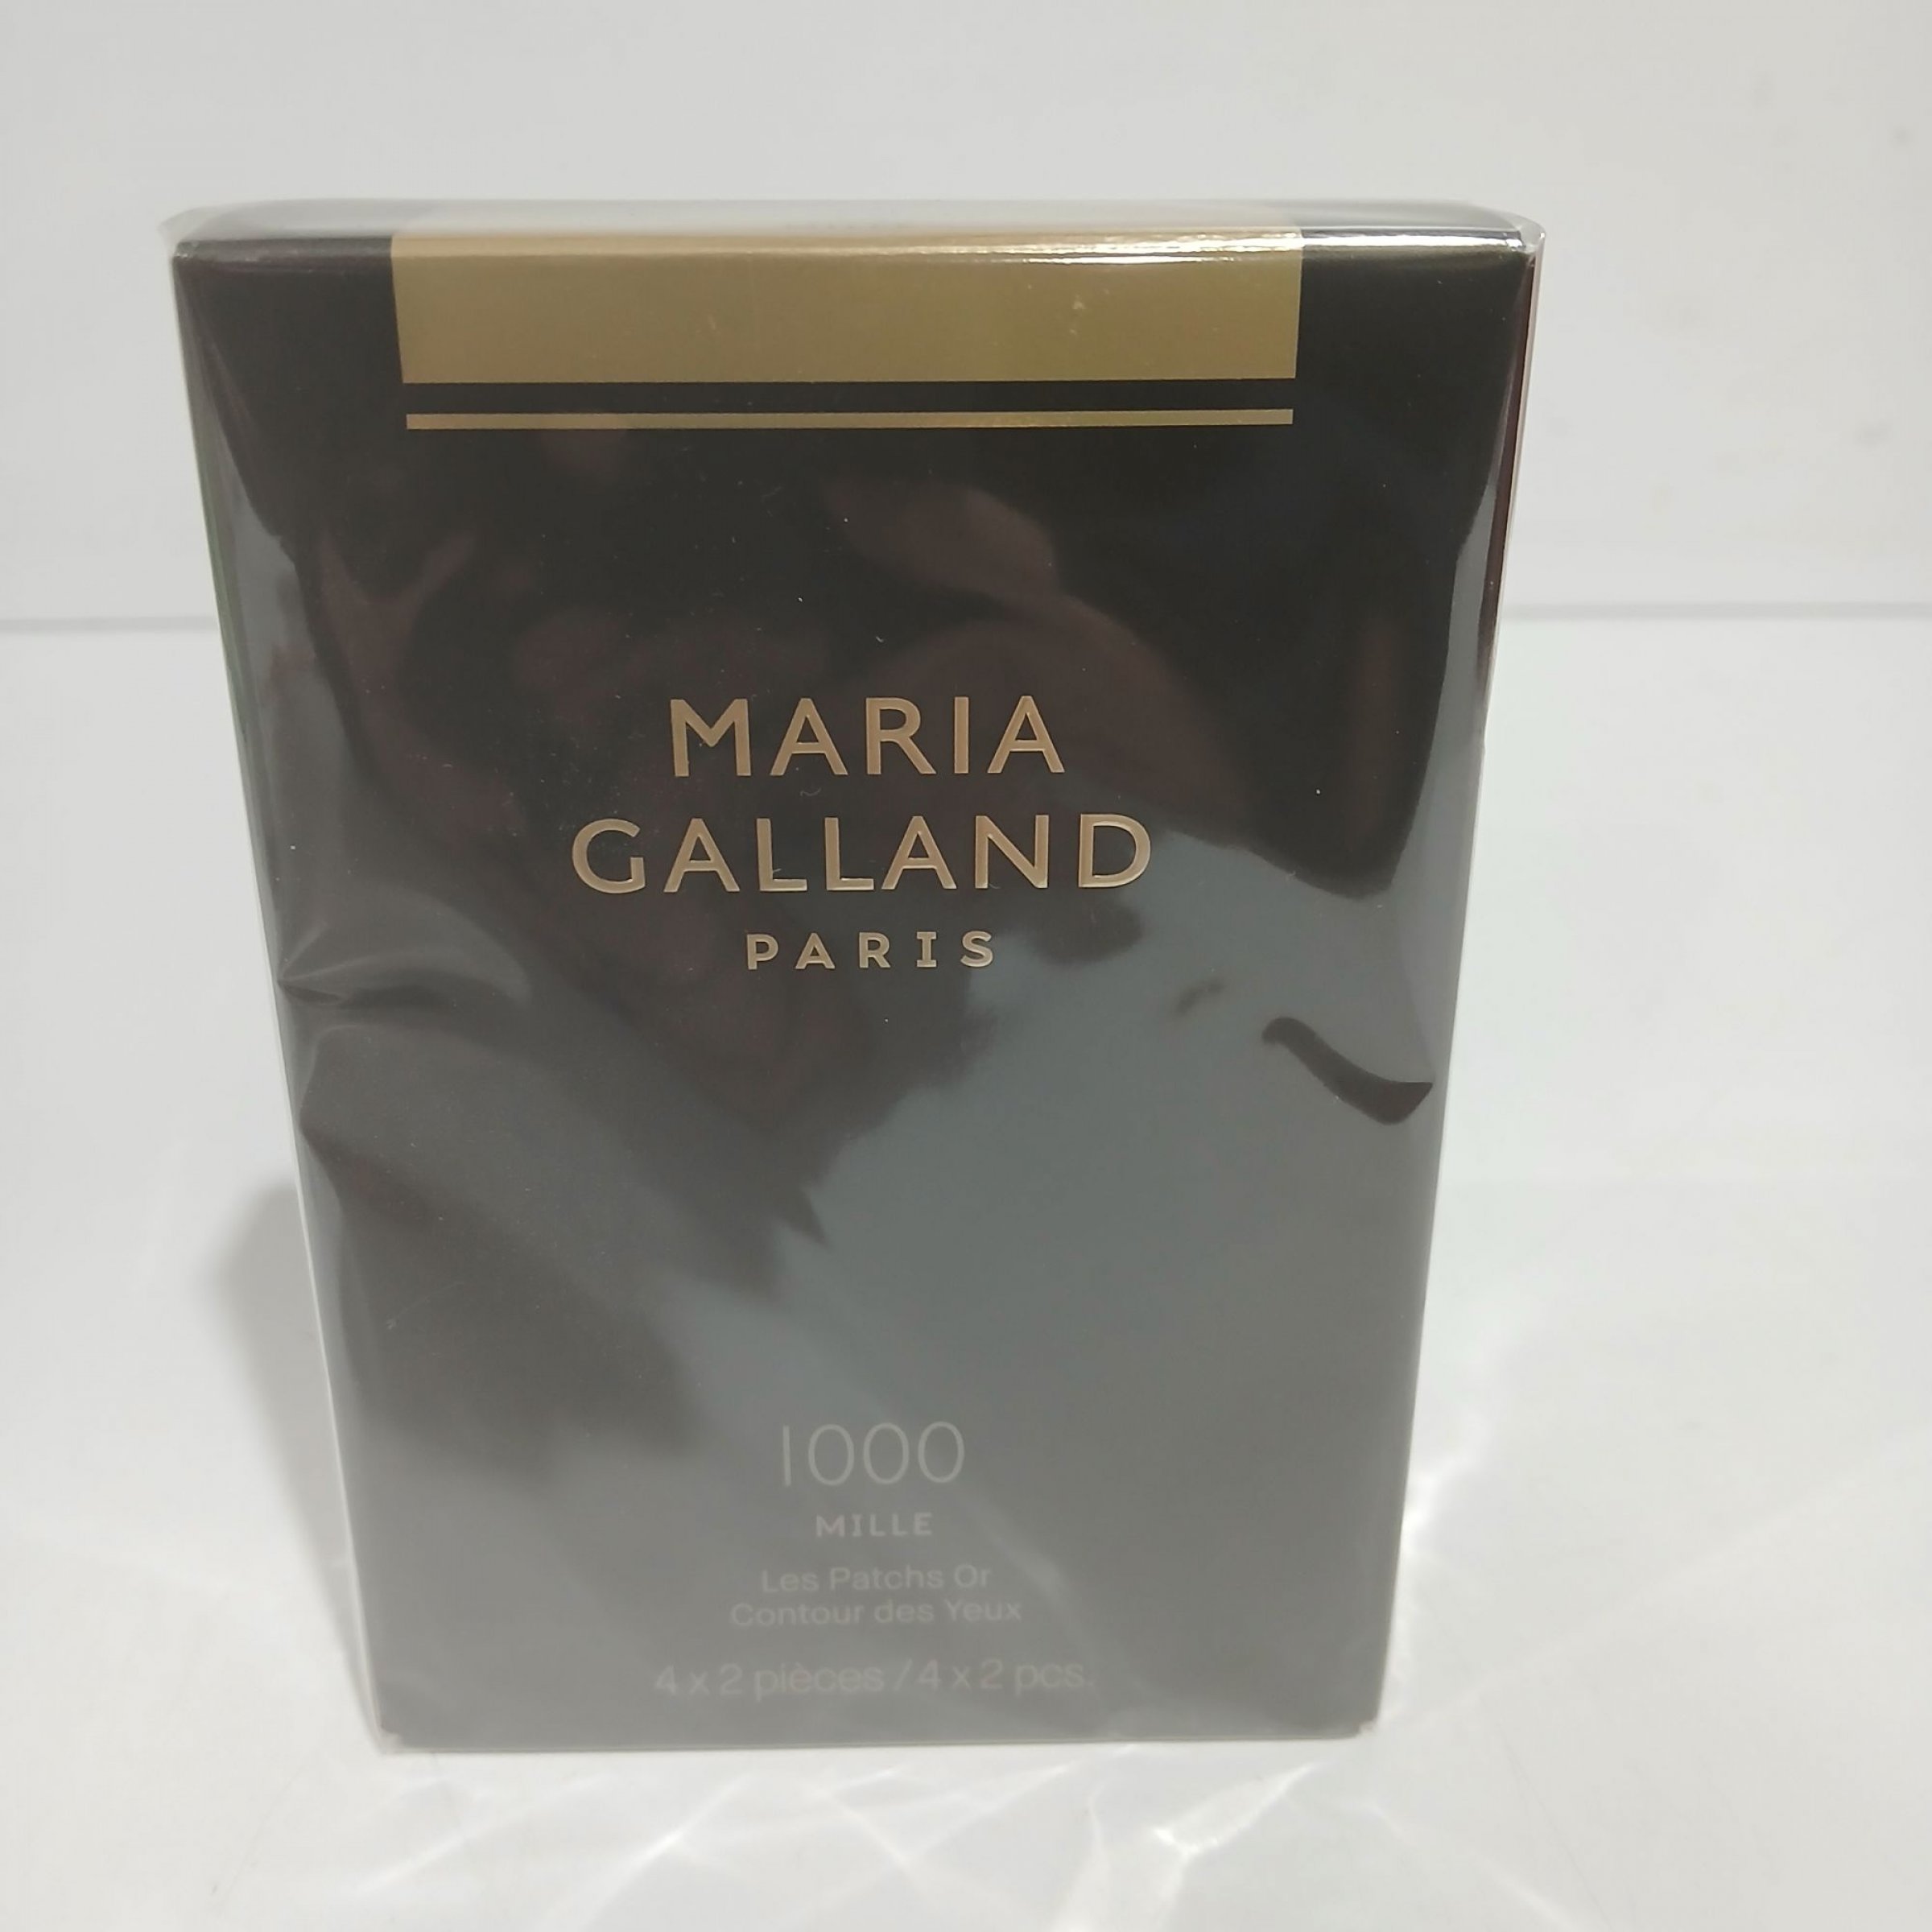 MARIA
GALLAND
PARIS
1000
MILLE
Les Patchs Or
Contour des Yeux
4 x 2 pièces / 4 x 2 pcs.